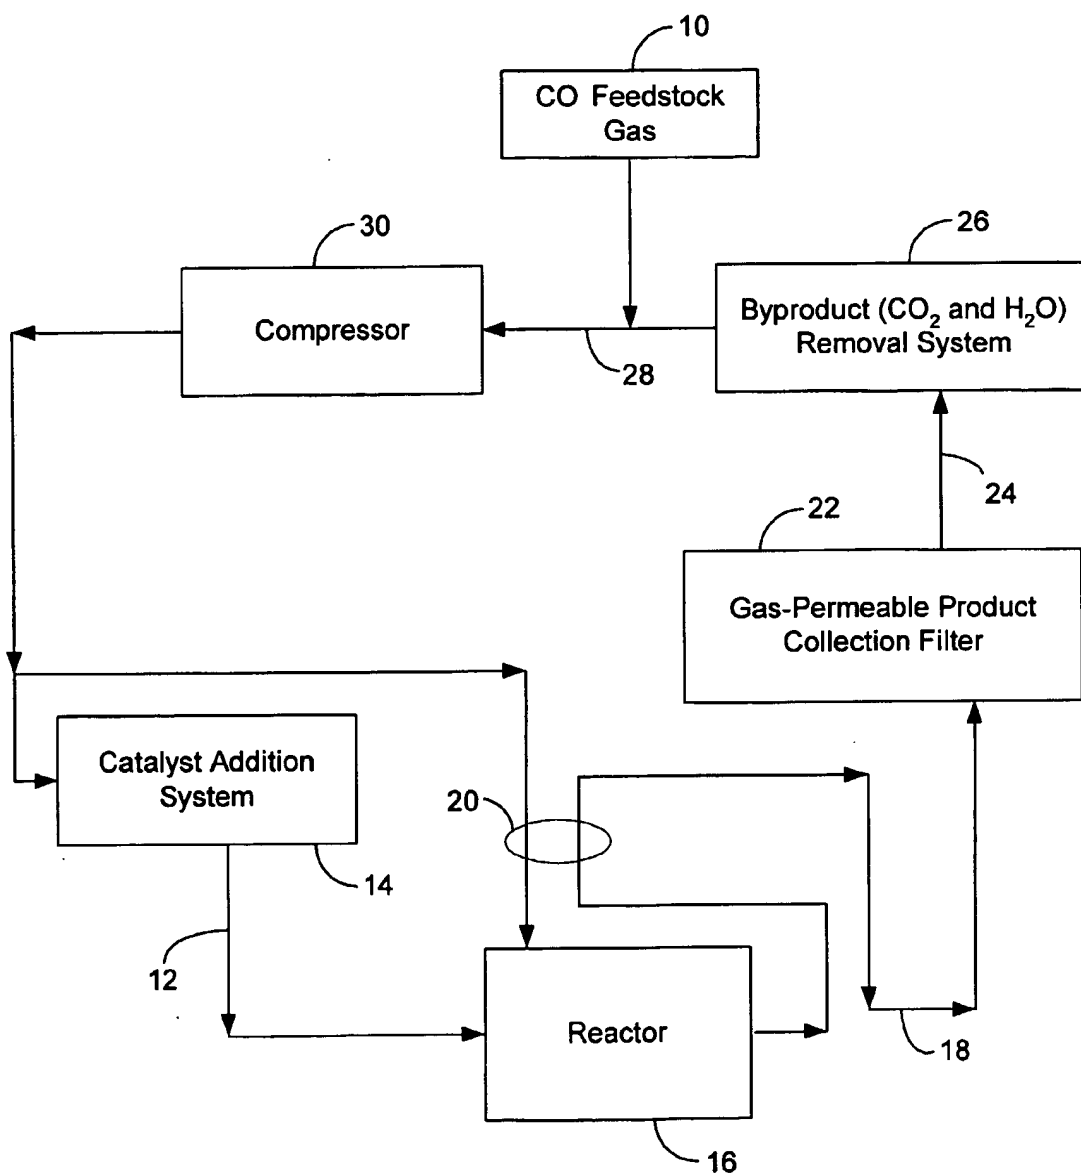 10
CO Feedstock
Gas
30
26
Compressor
Byproduct (CO₂ and H₂O)
Removal System
28
24
22
Gas-Permeable Product
Collection Filter
Catalyst Addition
System
20
14
12
Reactor
18
16